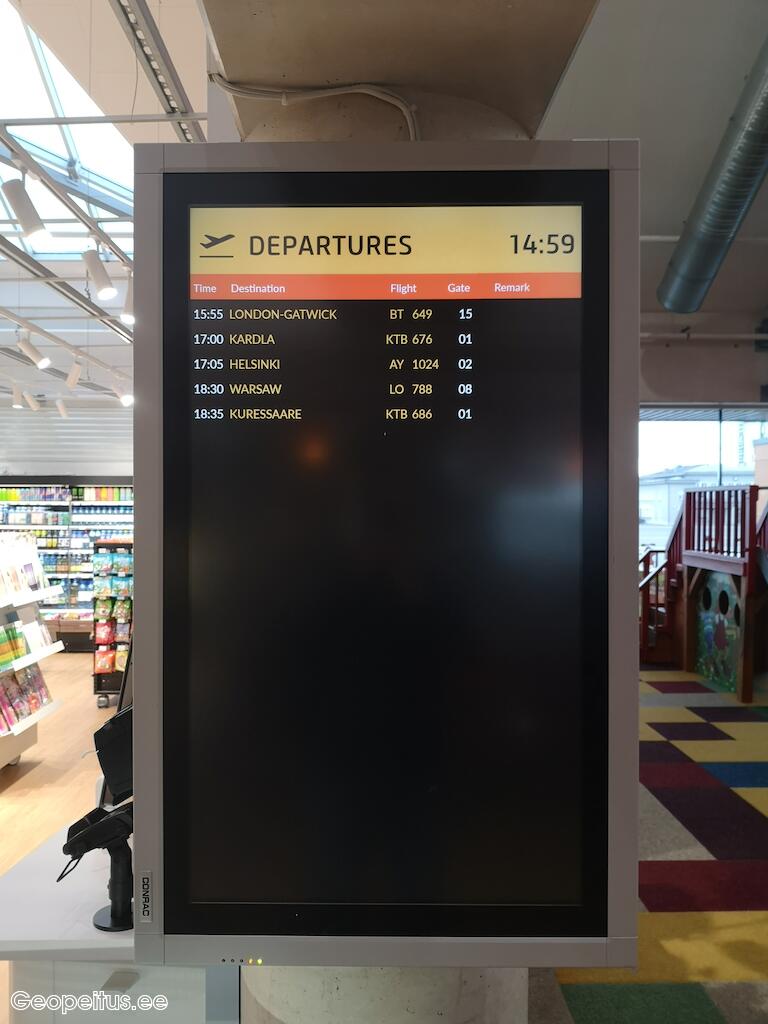 DEPARTURES 14:59
Time Destination Flight Gate Remark
15:55 LONDON-GATWICK BT 649 15
17:00 KARDLA KTB 676 01
17:05 HELSINKI AY 1024 02
18:30 WARSAW LO 788 08
18:35 KURESSAARE KTB 686 01
CONRAC
Geopeitus.ee